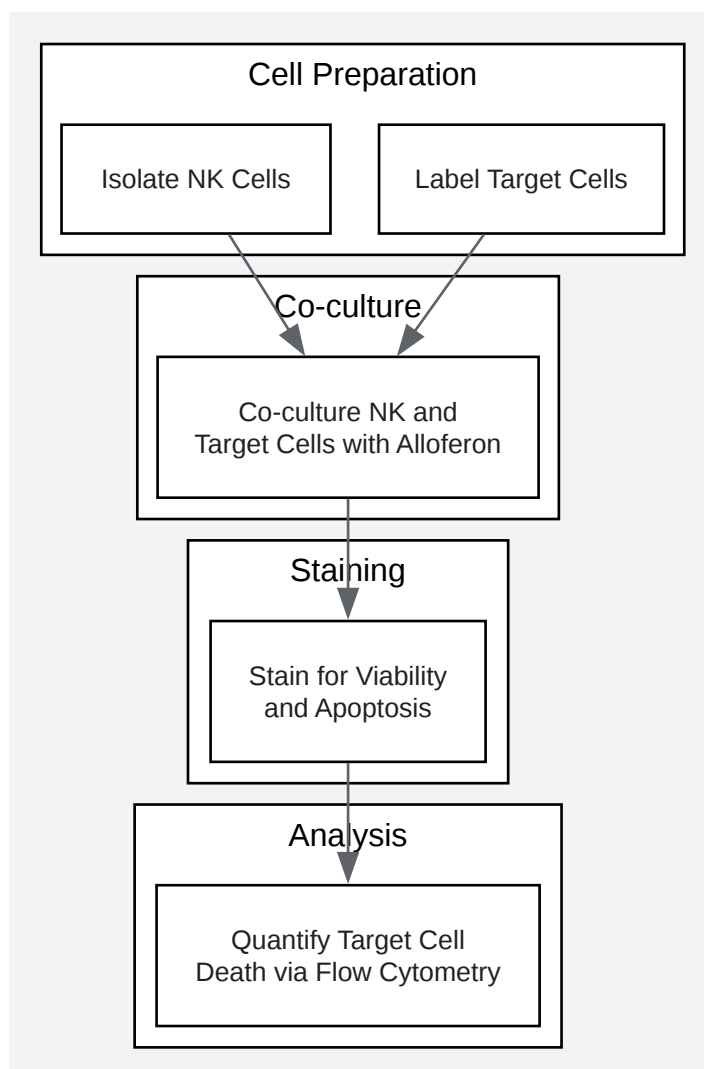 Cell Preparation
Isolate NK Cells
Label Target Cells
Co-culture
Co-culture NK and
Target Cells with Alloferon
Staining
Stain for Viability
and Apoptosis
Analysis
Quantify Target Cell
Death via Flow Cytometry